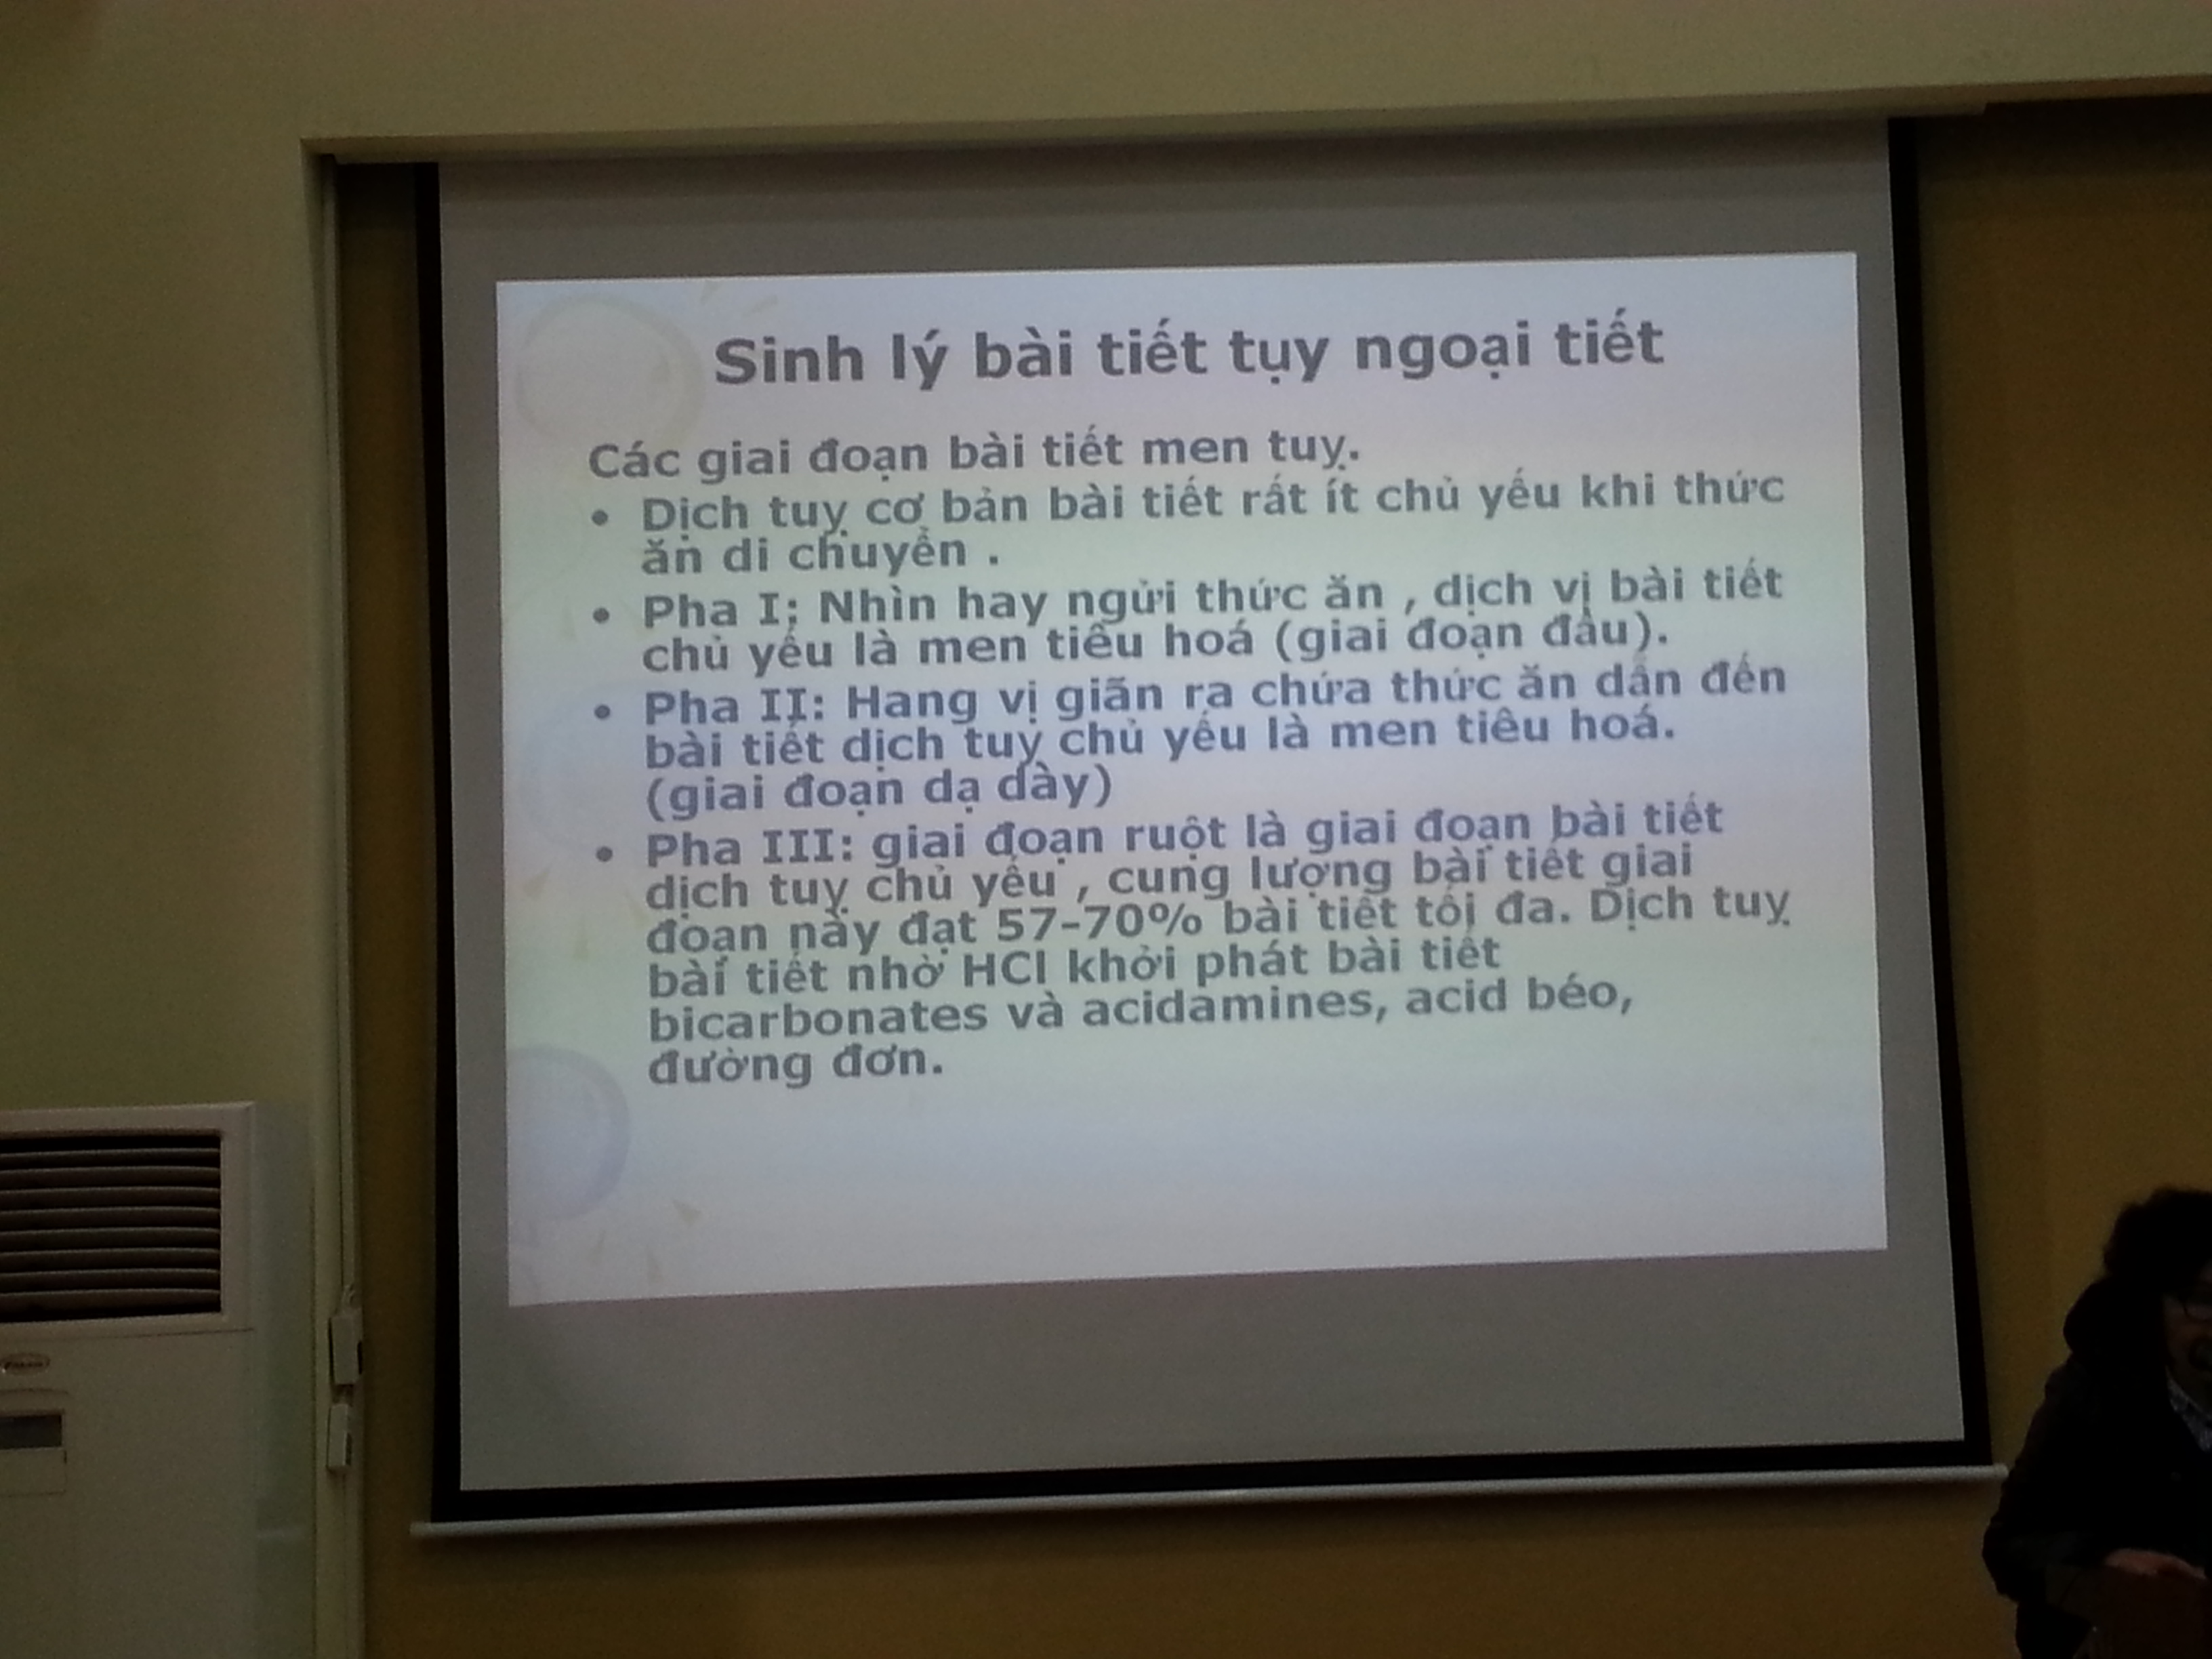 Sinh lý bài tiết tụy ngoại tiết
Các giai đoạn bài tiết men tuỵ.
• Dịch tuỵ cơ bản bài tiết rất ít chủ yếu khi thức
ăn di chuyển .
• Pha I: Nhìn hay ngửi thức ăn , dịch vị bài tiết
chủ yếu là men tiêu hoá (giai đoạn đầu).
• Pha II: Hang vị giãn ra chứa thức ăn dẫn đến
bài tiết dịch tuỵ chủ yếu là men tiêu hoá.
(giai đoạn dạ dày)
• Pha III: giai đoạn ruột là giai đoạn bài tiết
dịch tuỵ chủ yếu , cung lượng bài tiết giai
đoạn này đạt 57-70% bài tiết tối đa. Dịch tuỵ
bài tiết nhờ HCl khởi phát bài tiết
bicarbonates và acidamines, acid béo,
đường đơn.